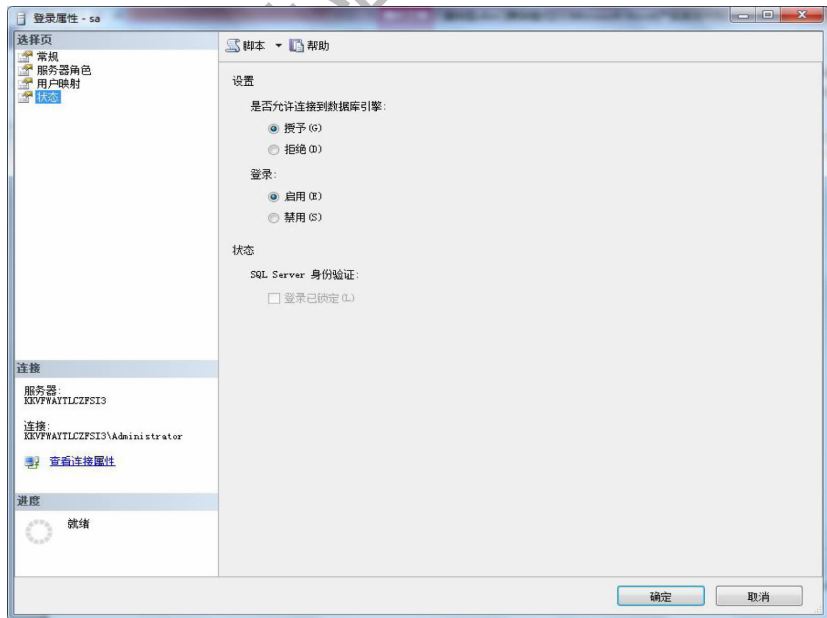 登录属性 - sa
选择页
常规
服务器角色
用户映射
状态
脚本
帮助
设置
是否允许连接到数据库引擎:
授予(G)
拒绝(D)
登录:
启用(E)
禁用(S)
状态
SQL Server 身份验证:
登录已锁定(L)
连接
服务器:
KKVFWAYTLCZFSI3
连接:
KKVFWAYTLCZFSI3\Administrator
查看连接属性
进度
就绪
确定
取消